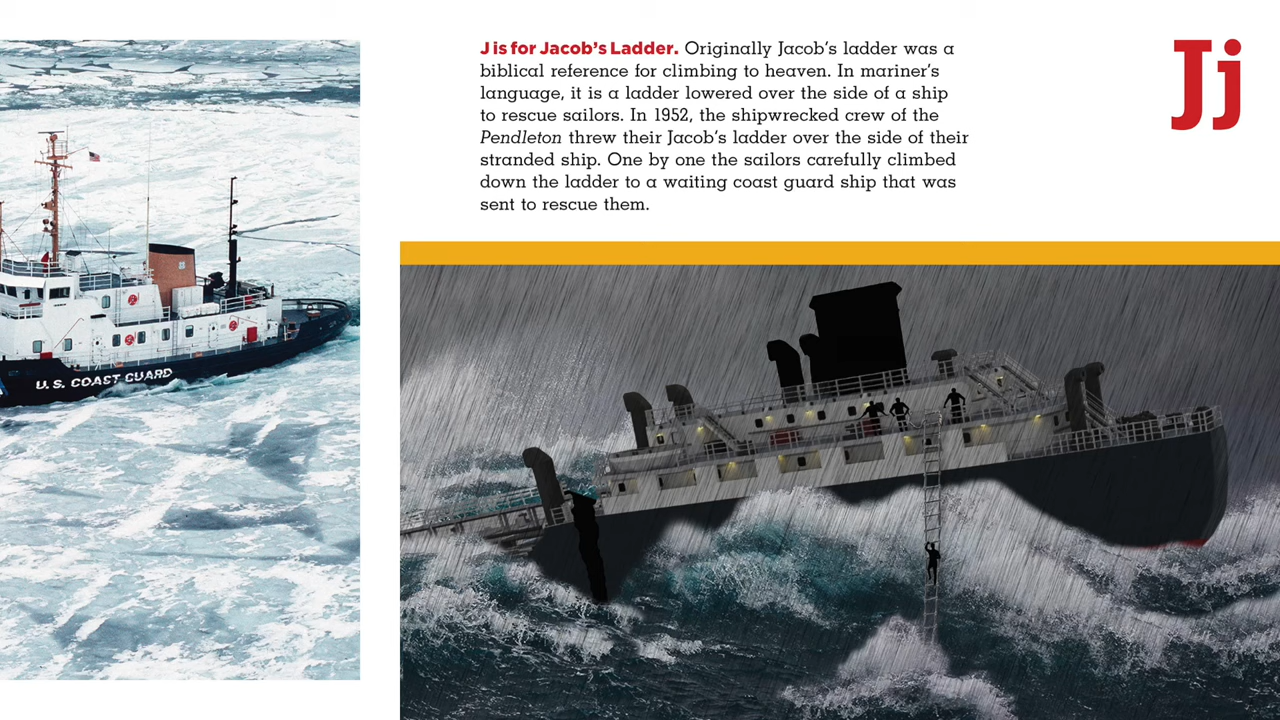 J is for Jacob's Ladder. Originally Jacob's ladder was a
biblical reference for climbing to heaven. In mariner's
language, it is a ladder lowered over the side of a ship
to rescue sailors. In 1952, the shipwrecked crew of the
Pendleton threw their Jacob's ladder over the side of their
stranded ship. One by one the sailors carefully climbed
down the ladder to a waiting coast guard ship that was
sent to rescue them.
Jj
U.S. COAST GUARD